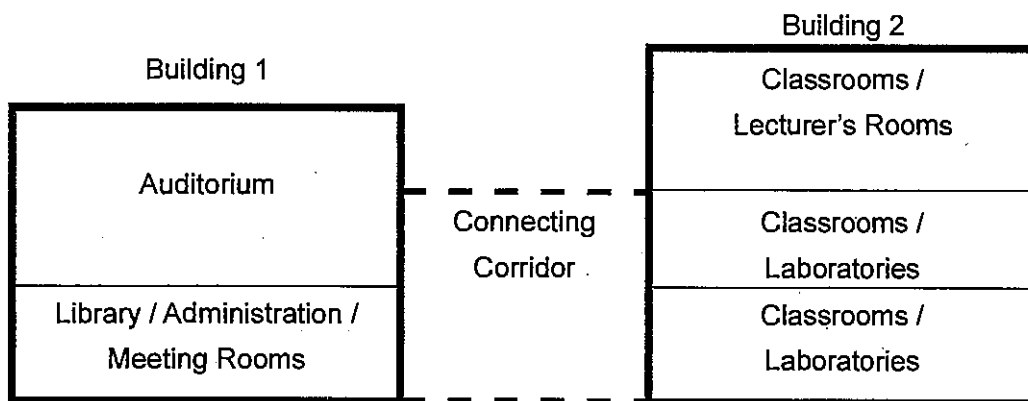 Building 1
Auditorium
Library / Administration /
Meeting Rooms
Connecting
Corridor
Building 2
Classrooms /
Lecturer's Rooms
Classrooms /
Laboratories
Classrooms /
Laboratories